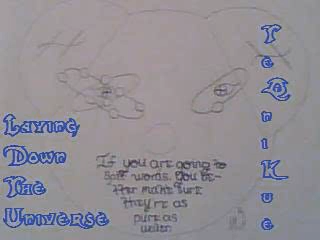 Laying
Down
The
Universe
If you are going to
spit words. You be-
tter make sure
they're as
pure as
water.
TeQniKue